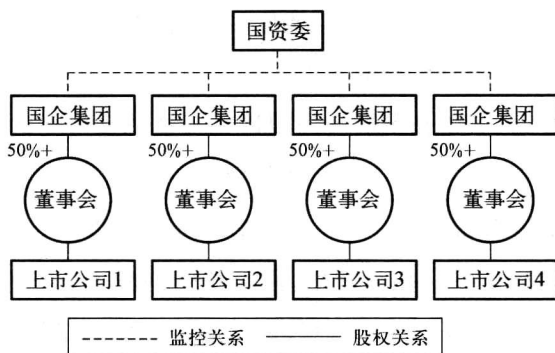 国资委
国企集团 国企集团 国企集团 国企集团
50%+ 50%+ 50%+ 50%+
董事会 董事会 董事会 董事会
上市公司1 上市公司2 上市公司3 上市公司4
监控关系 股权关系